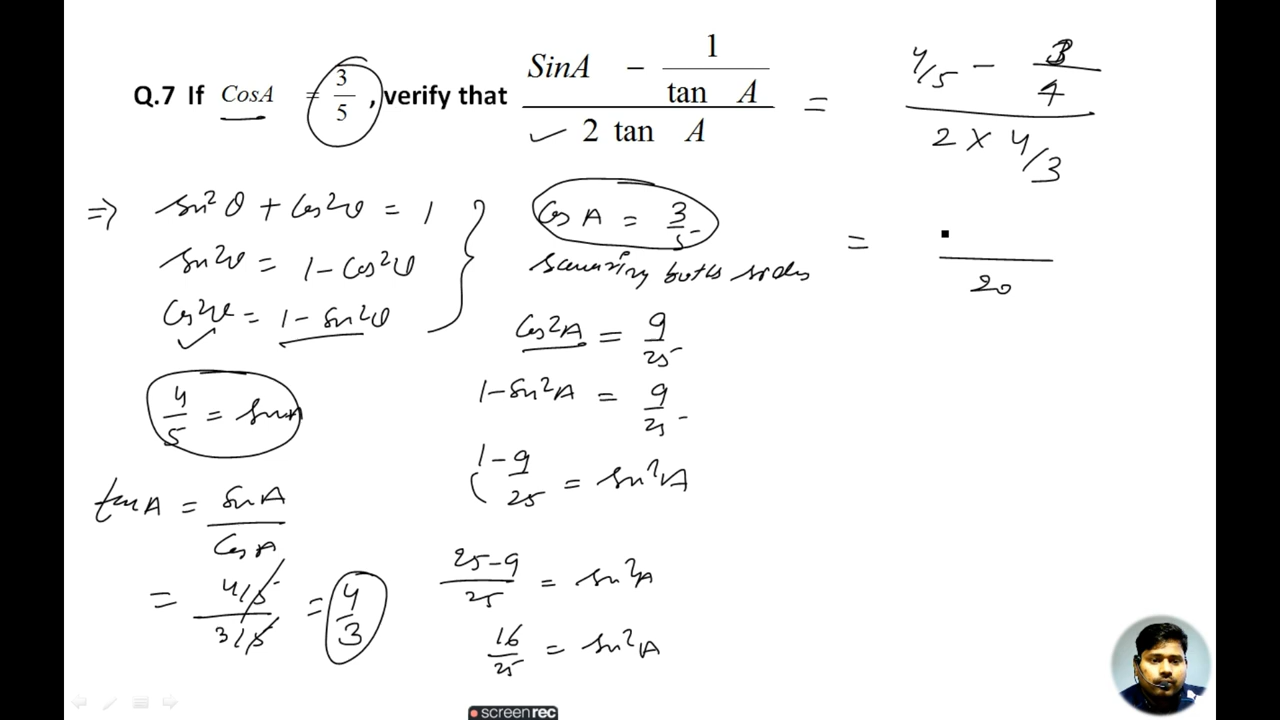 Q.7 If CosA = 3/5, verify that (SinA − 1/tan A) / (2 tan A) = (4/5 − 3/4) / (2 × 4/3)
⇒ sin²θ + cos²θ = 1
sin²θ = 1 − cos²θ
cos²θ = 1 − sin²θ
4/5 = sinA
tanA = sinA/cosA
= (4/5)/(3/5) = 4/3
Cos A = 3/5
both sides
Cos²A = 9/25
1 − sin²A = 9/25
1 − 9/25 = sin²A
(25 − 9)/25 = sin²A
16/25 = sin²A
= /20
screenrec